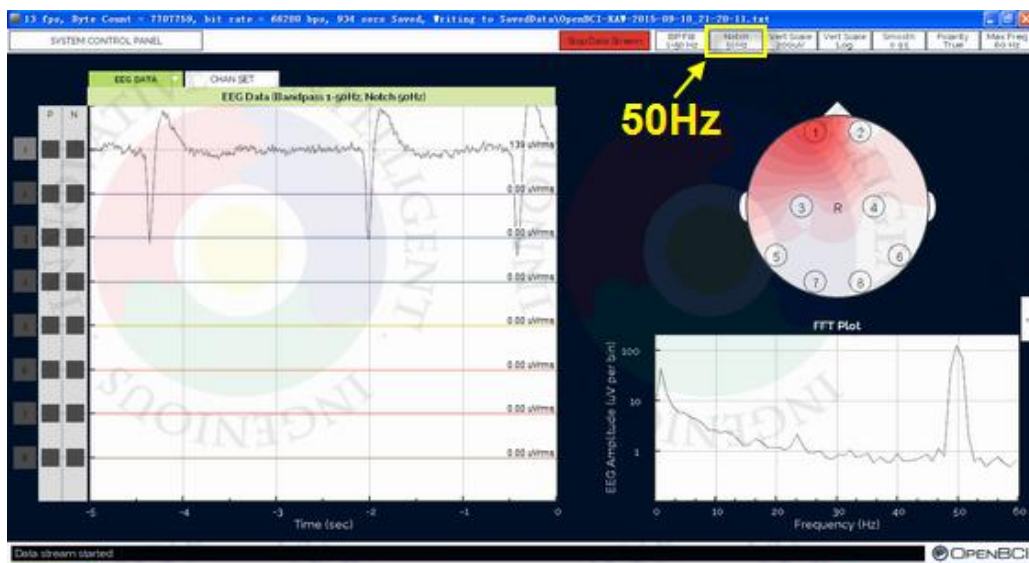 13 fps, Byte Count = 7707759, bit rate = 66280 bps, 934 secs Saved, Writing to SavedData\OpenBCI-RAW-2015-09-10_21-20-11.txt
SYSTEM CONTROL PANEL
Stop Data Stream
BP Filt
1-50 Hz
Notch
50Hz
Vert Scale
200uV
Vert Scale
Log
Smooth
0.95
Polarity
True
Max Freq
60 Hz
50Hz
EEG DATA
CHAN SET
EEG Data (Bandpass 1-50Hz, Notch 50Hz)
P N
139 uVrms
0.00 uVrms
0.00 uVrms
0.00 uVrms
0.00 uVrms
0.00 uVrms
0.00 uVrms
0.00 uVrms
-5 -4 -3 -2 -1 0
Time (sec)
1 2
3 R 4
5 6
7 8
FFT Plot
EEG Amplitude (uV per bin)
100
10
1
0 10 20 30 40 50 60
Frequency (Hz)
INTELLIGENT
INGENIOUS
Data stream started
OPENBCI